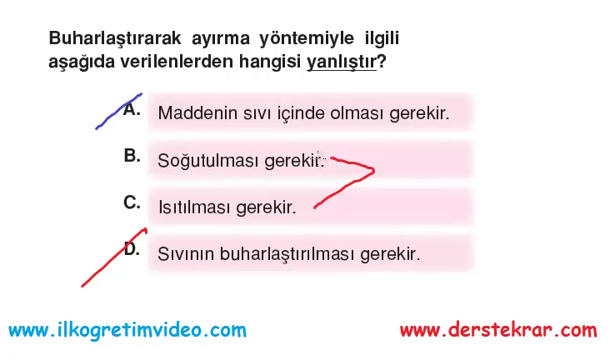 Buharlaştırarak ayırma yöntemiyle ilgili
aşağıda verilenlerden hangisi yanlıştır?
A. Maddenin sıvı içinde olması gerekir.
B. Soğutulması gerekir.
C. Isıtılması gerekir.
D. Sıvının buharlaştırılması gerekir.
www.ilkogretimvideo.com www.derstekrar.com